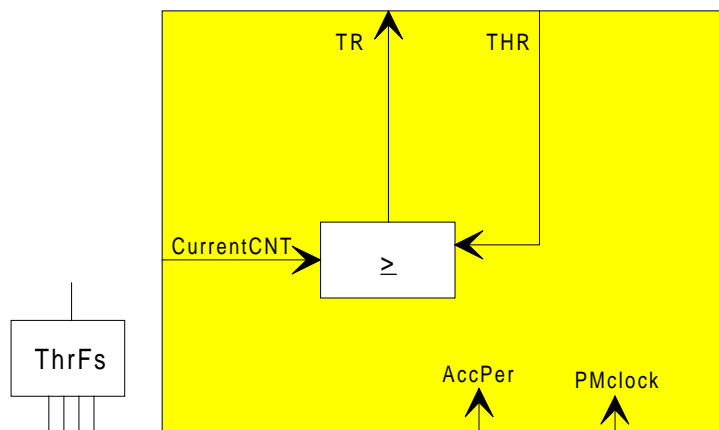 TR
THR
CurrentCNT
≥
ThrFs
AccPer
PMclock